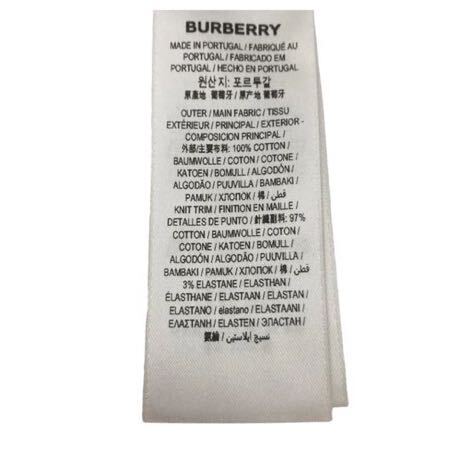 BURBERRY
MADE IN PORTUGAL / FABRIQUÉ AU
PORTUGAL / FABRICADO EM
PORTUGAL / HECHO EN PORTUGAL
원산지: 포르투갈
原產地 葡萄牙 / 原产地 葡萄牙
OUTER / MAIN FABRIC / TISSU
EXTÉRIEUR / PRINCIPAL / EXTERIOR -
COMPOSICION PRINCIPAL /
外部/主要布料: 100% COTTON /
BAUMWOLLE / COTON / COTONE /
KATOEN / BOMULL / ALGODÓN /
ALGODÃO / PUUVILLA / BAMBAKI /
PAMUK / ХЛОПОК / 棉 / قطن /
KNIT TRIM / FINITION EN MAILLE /
DETALLES DE PUNTO / 針織副料: 97%
COTTON / BAUMWOLLE / COTON /
COTONE / KATOEN / BOMULL /
ALGODÓN / ALGODÃO / PUUVILLA /
BAMBAKI / PAMUK / ХЛОПОК / 棉 / قطن /
3% ELASTANE / ELASTHAN /
ÉLASTHANE / ELASTAAN / ELASTAN /
ELASTANO / elastano / ELASTAANI /
ΕΛΑΣΤΑΝΗ / ELASTEN / ЭЛАСТАН /
氨綸 / نسيج ايلاستين /